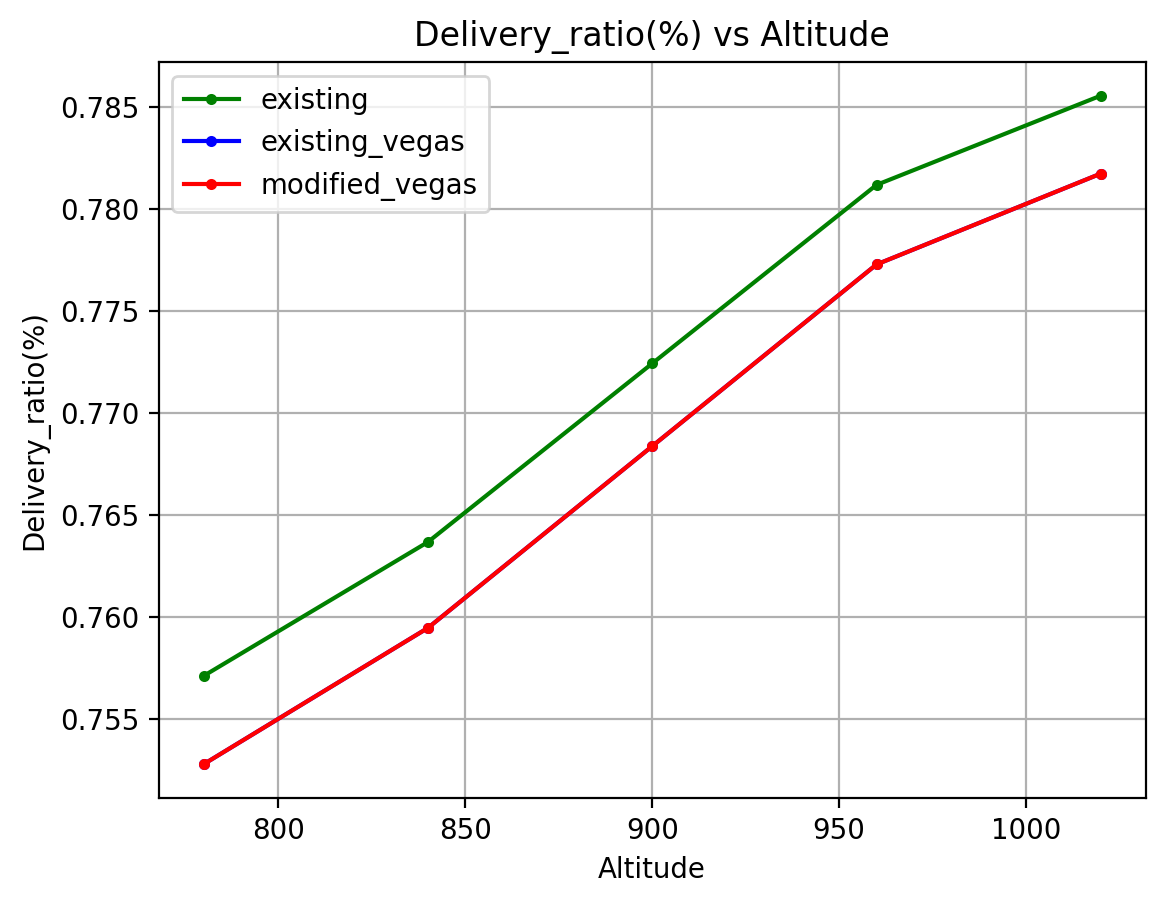 Delivery_ratio(%) vs Altitude
existing
existing_vegas
modified_vegas
0.785
0.780
0.775
0.770
0.765
0.760
0.755
Delivery_ratio(%)
800 850 900 950 1000
Altitude